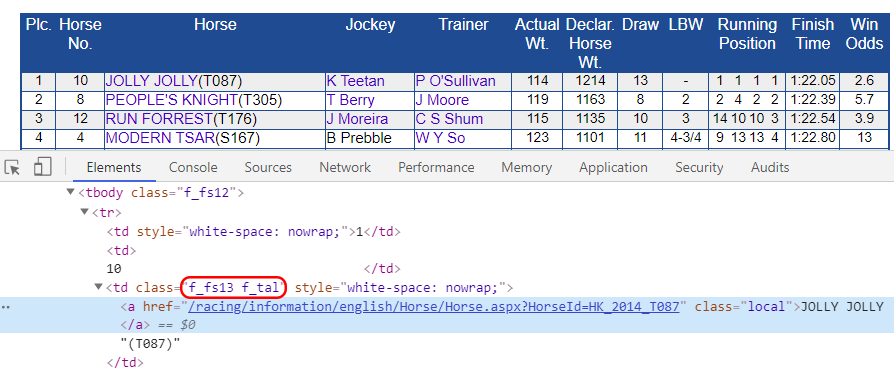 Plc. Horse No. Horse Jockey Trainer Actual Wt. Declar. Horse Wt. Draw LBW Running Position Finish Time Win Odds
1 10 JOLLY JOLLY(T087) K Teetan P O'Sullivan 114 1214 13 - 1 1 1 1 1:22.05 2.6
2 8 PEOPLE'S KNIGHT(T305) T Berry J Moore 119 1163 8 2 2 4 2 2 1:22.39 5.7
3 12 RUN FORREST(T176) J Moreira C S Shum 115 1135 10 3 14 10 10 3 1:22.54 3.9
4 4 MODERN TSAR(S167) B Prebble W Y So 123 1101 11 4-3/4 9 13 13 4 1:22.80 13
Elements Console Sources Network Performance Memory Application Security Audits
▼<tbody class="f_fs12">
▼<tr>
<td style="white-space: nowrap;">1</td>
<td>
10 </td>
▼<td class="f_fs13 f_tal" style="white-space: nowrap;">
<a href="/racing/information/english/Horse/Horse.aspx?HorseId=HK_2014_T087" class="local">JOLLY JOLLY
</a> == $0
"(T087)"
</td>